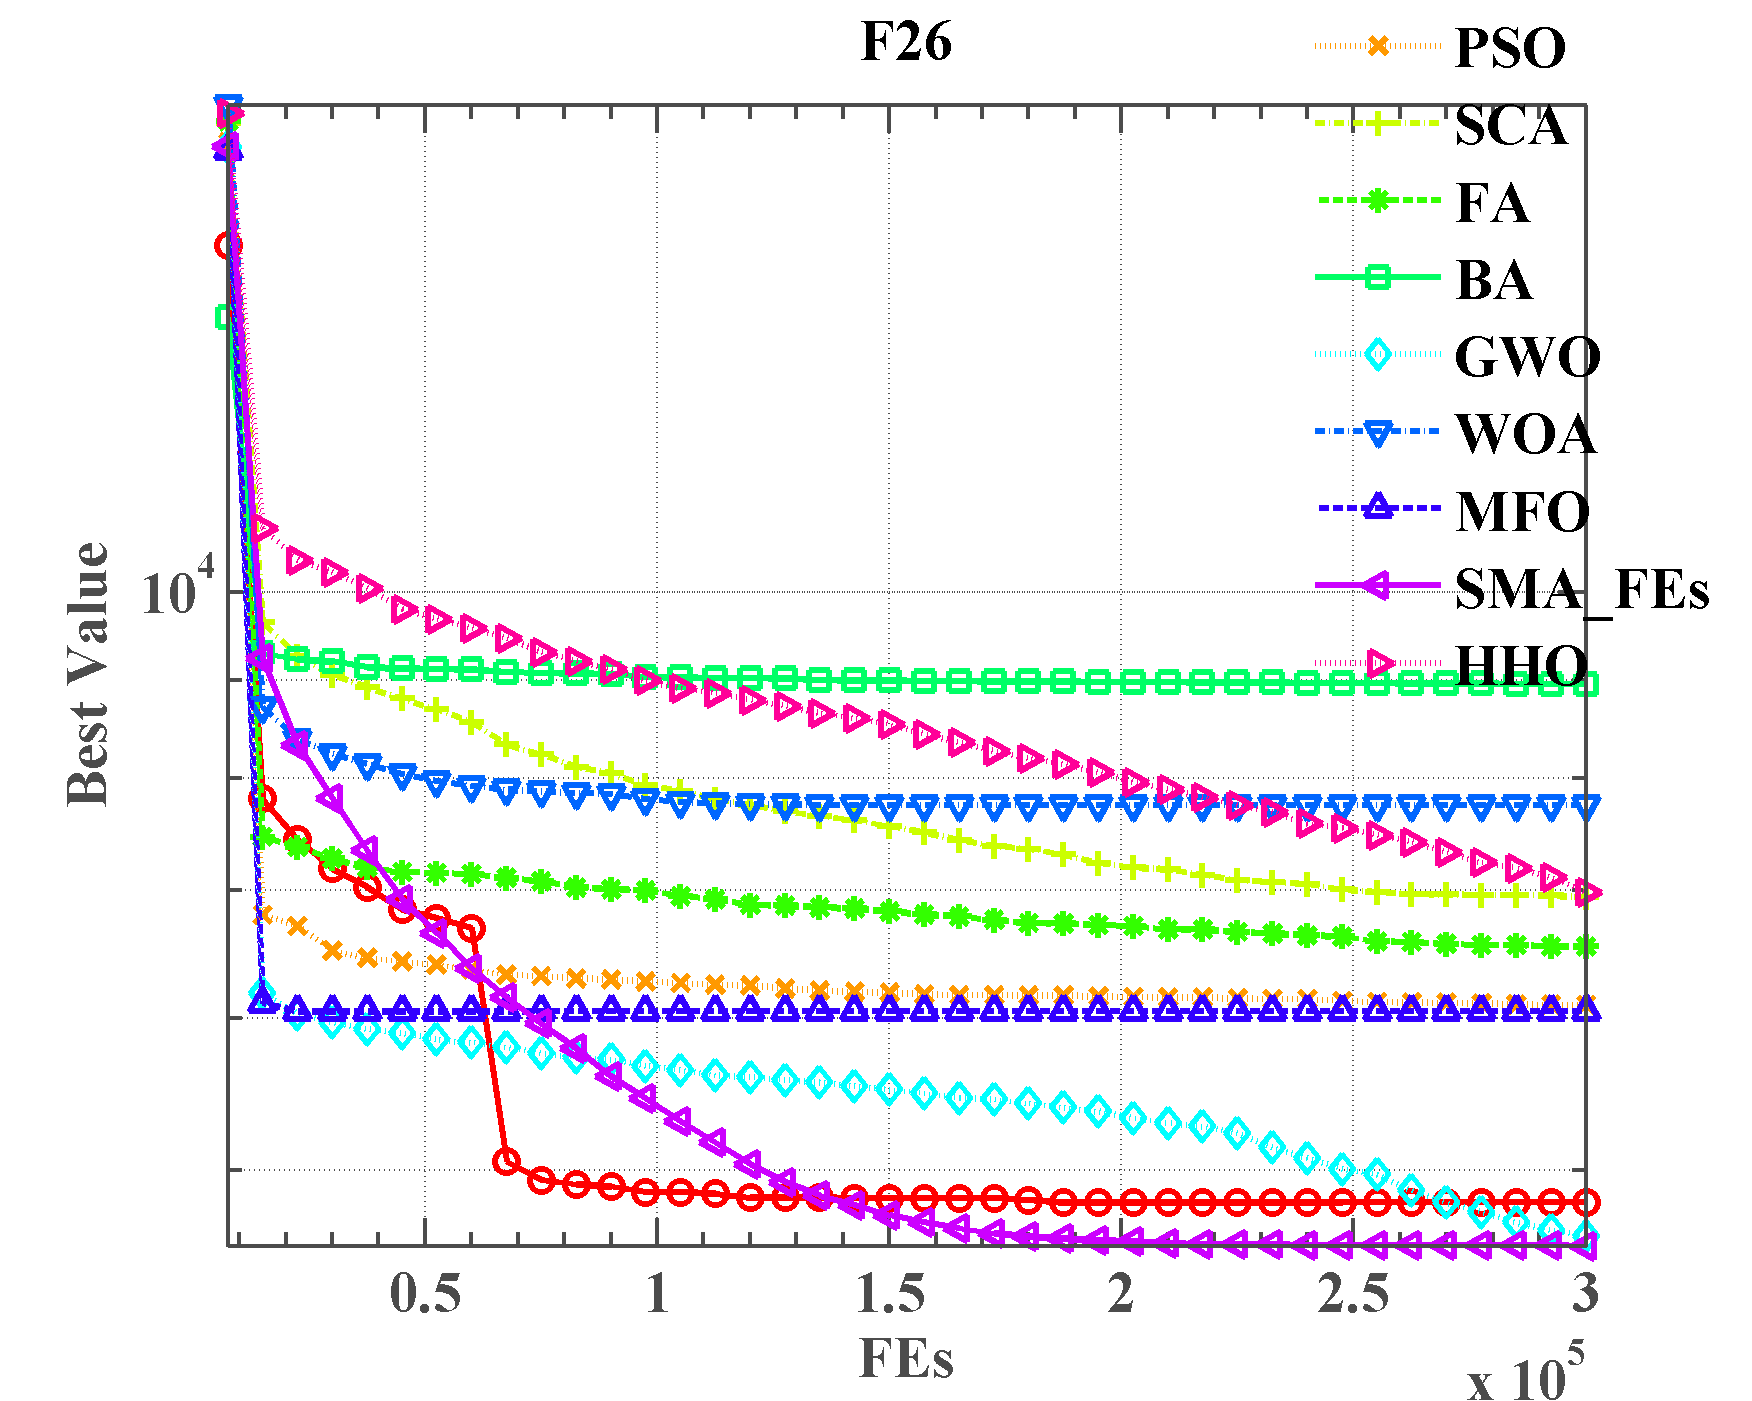 F26
PSO
SCA
FA
BA
GWO
WOA
MFO
SMA_FEs
HHO
Best Value
10^4
0.5 1 1.5 2 2.5 3
FEs
x 10^5